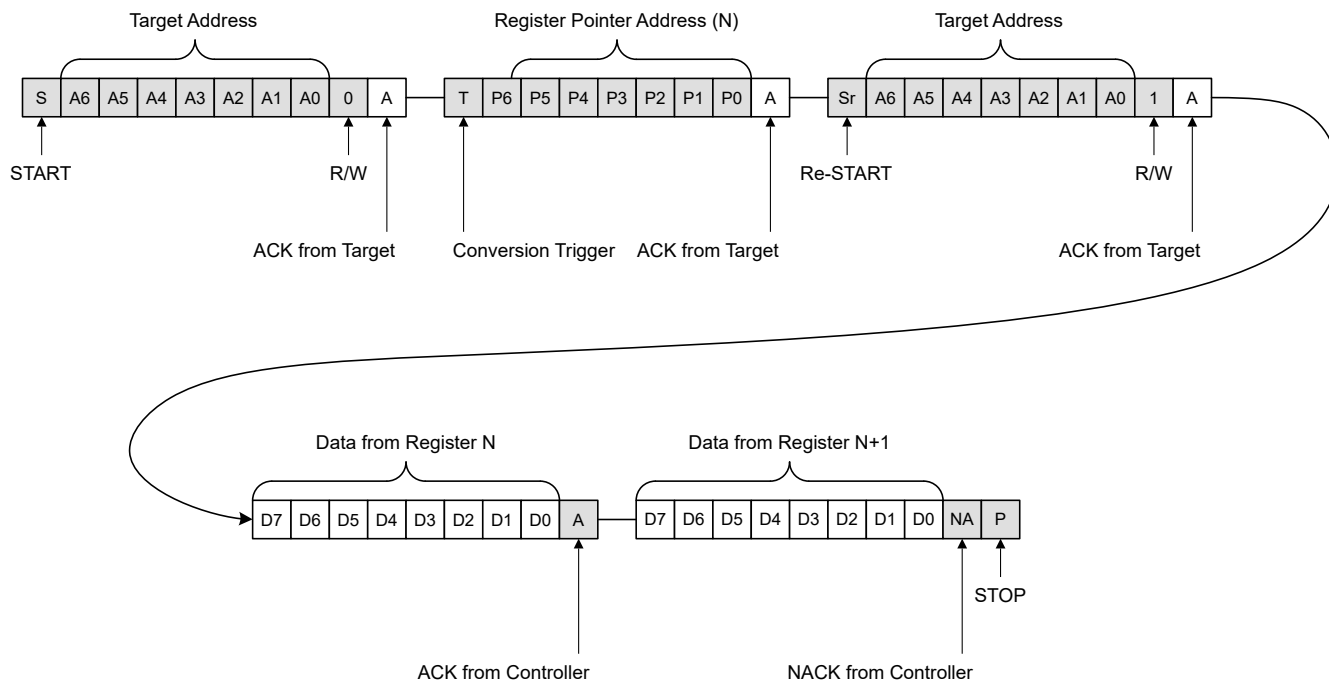 Target Address
Register Pointer Address (N)
Target Address
S A6 A5 A4 A3 A2 A1 A0 0 A
T P6 P5 P4 P3 P2 P1 P0 A
Sr A6 A5 A4 A3 A2 A1 A0 1 A
START
R/W
Re-START
R/W
ACK from Target
Conversion Trigger
ACK from Target
ACK from Target
Data from Register N
Data from Register N+1
D7 D6 D5 D4 D3 D2 D1 D0 A
D7 D6 D5 D4 D3 D2 D1 D0 NA P
STOP
ACK from Controller
NACK from Controller